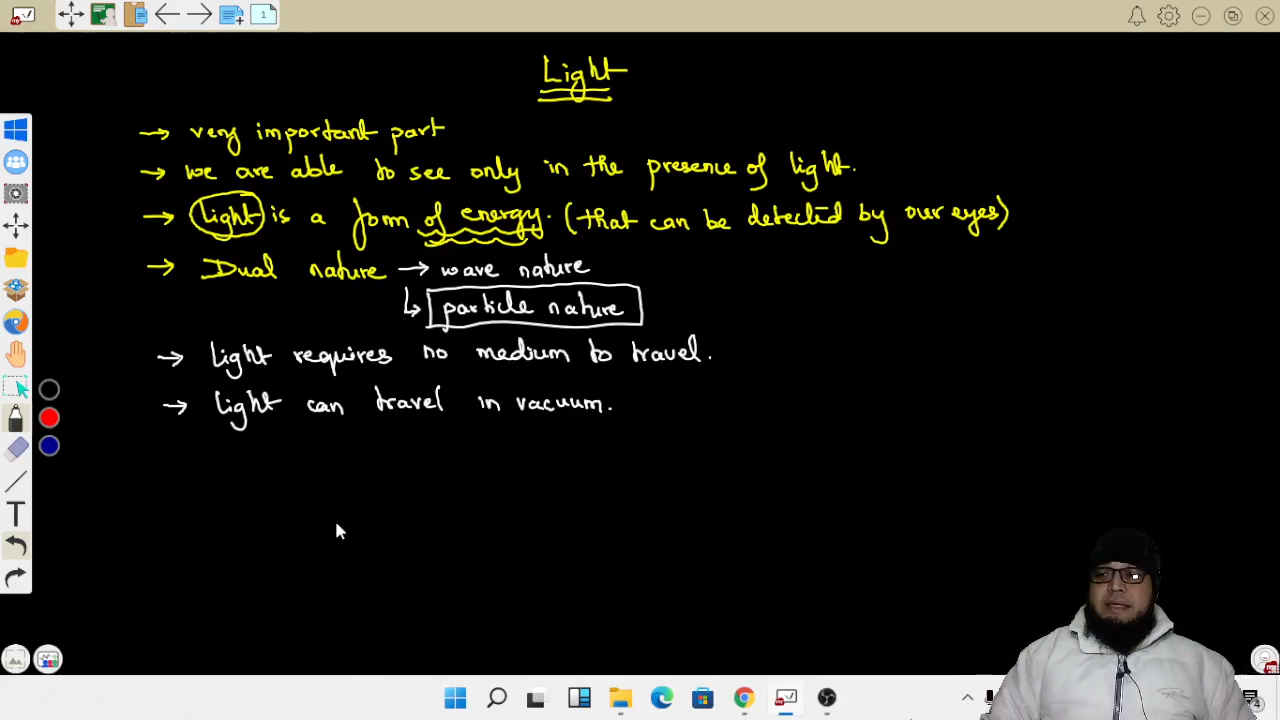 1
Light
→ very important part
→ we are able to see only in the presence of light.
→ Light is a form of energy. (that can be detected by our eyes)
→ Dual nature → wave nature
↳ particle nature
→ Light requires no medium to travel.
→ Light can travel in vacuum.
T